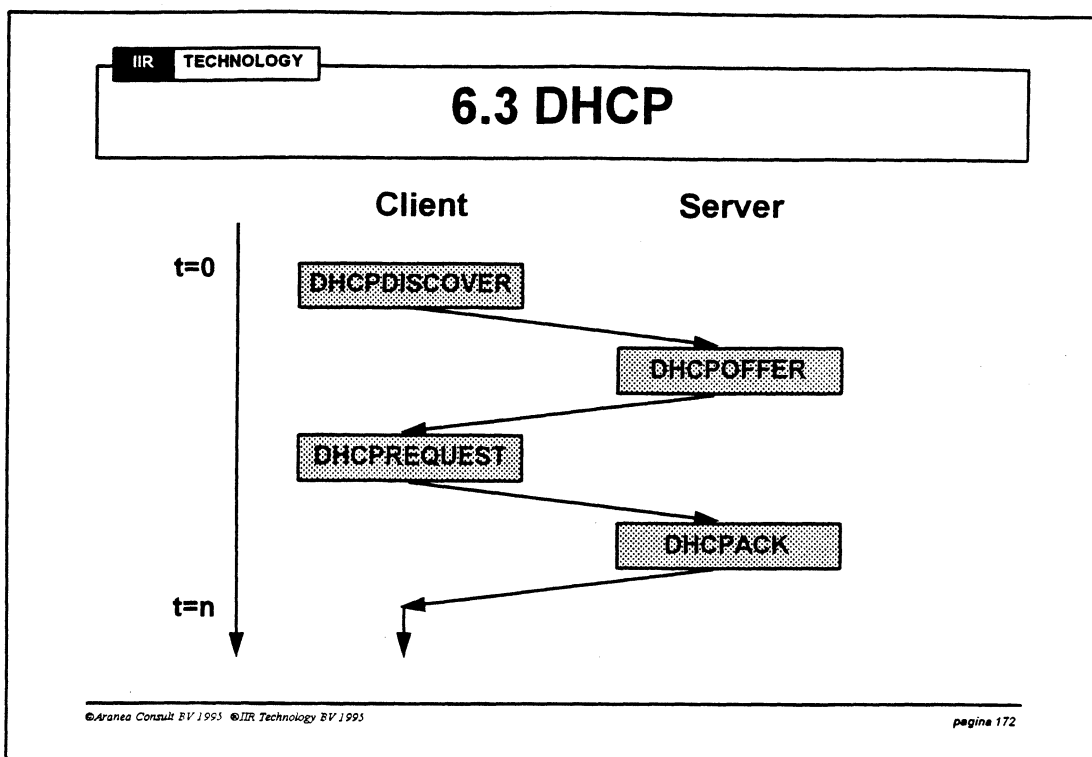 IIR TECHNOLOGY
6.3 DHCP
Client Server
t=0
DHCPDISCOVER
DHCPOFFER
DHCPREQUEST
DHCPACK
t=n
©Aranea Consult BV 1995 ®IIR Technology BV 1995
pagina 172